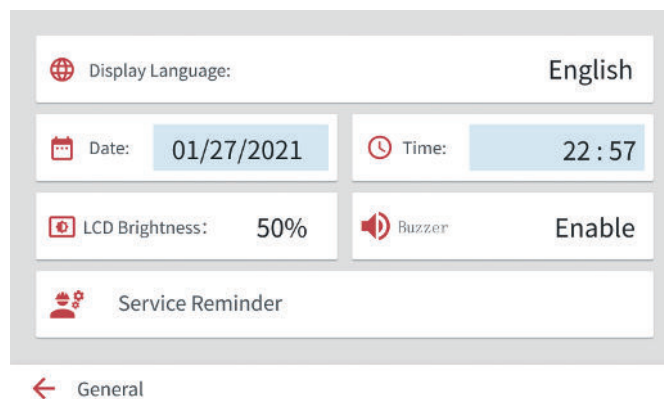 Display Language: English
Date: 01/27/2021 Time: 22 : 57
LCD Brightness: 50% Buzzer Enable
Service Reminder
General